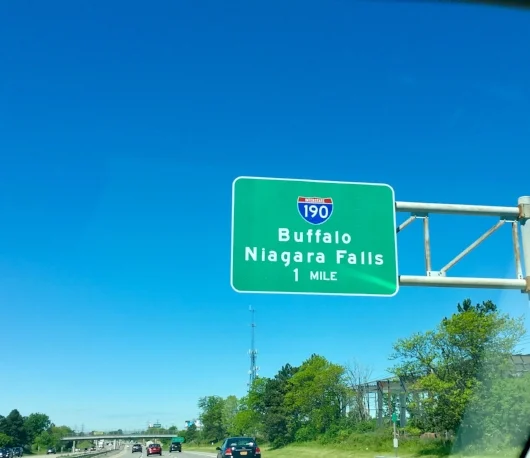 INTERSTATE
190
Buffalo
Niagara Falls
1 MILE